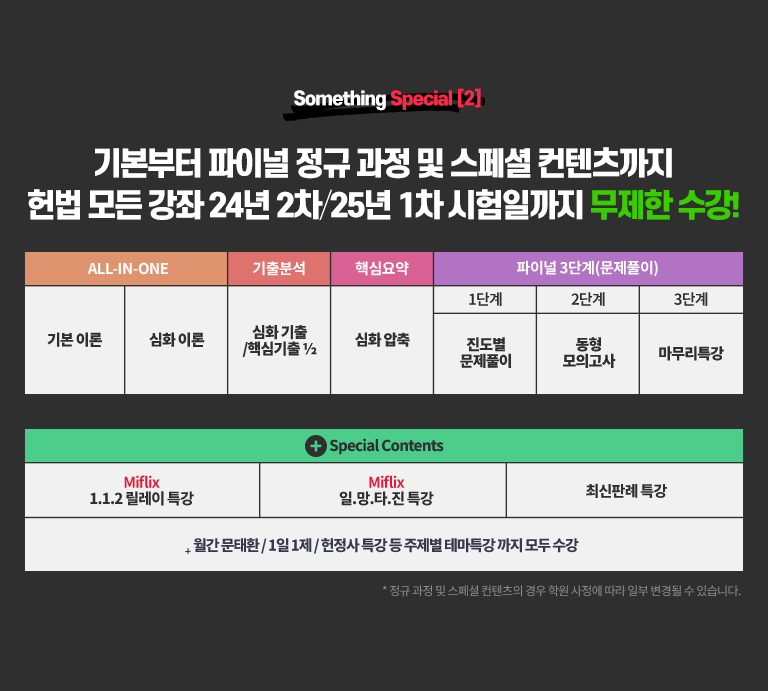 Something Special [2]
기본부터 파이널 정규 과정 및 스페셜 컨텐츠까지
헌법 모든 강좌 24년 2차/25년 1차 시험일까지 무제한 수강!
ALL-IN-ONE
기출분석
핵심요약
파이널 3단계(문제풀이)
기본 이론
심화 이론
심화 기출
/핵심기출 ½
심화 압축
1단계
2단계
3단계
진도별
문제풀이
동형
모의고사
마무리특강
+ Special Contents
Miflix
1.1.2 릴레이 특강
Miflix
일.망.타.진 특강
최신판례 특강
+ 월간 문태환 / 1일 1제 / 헌정사 특강 등 주제별 테마특강 까지 모두 수강
* 정규 과정 및 스페셜 컨텐츠의 경우 학원 사정에 따라 일부 변경될 수 있습니다.